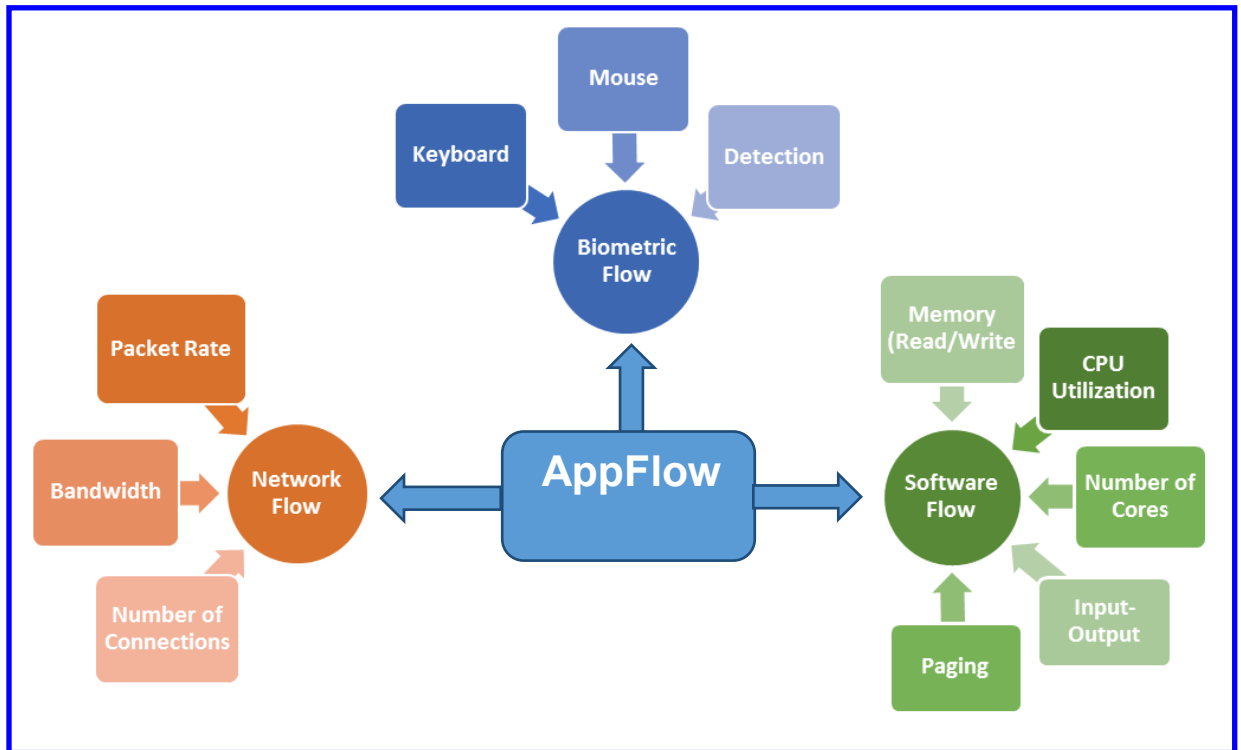 Mouse
Keyboard
Detection
Biometric
Flow
Packet Rate
Bandwidth
Number of
Connections
Network
Flow
AppFlow
Memory
(Read/Write
CPU
Utilization
Software
Flow
Number of
Cores
Input-
Output
Paging